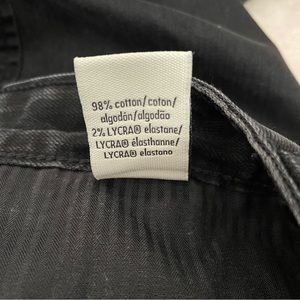 98% cotton/coton/
algodón/algodão
2% LYCRA® elastane/
LYCRA® élasthanne/
LYCRA® elastano